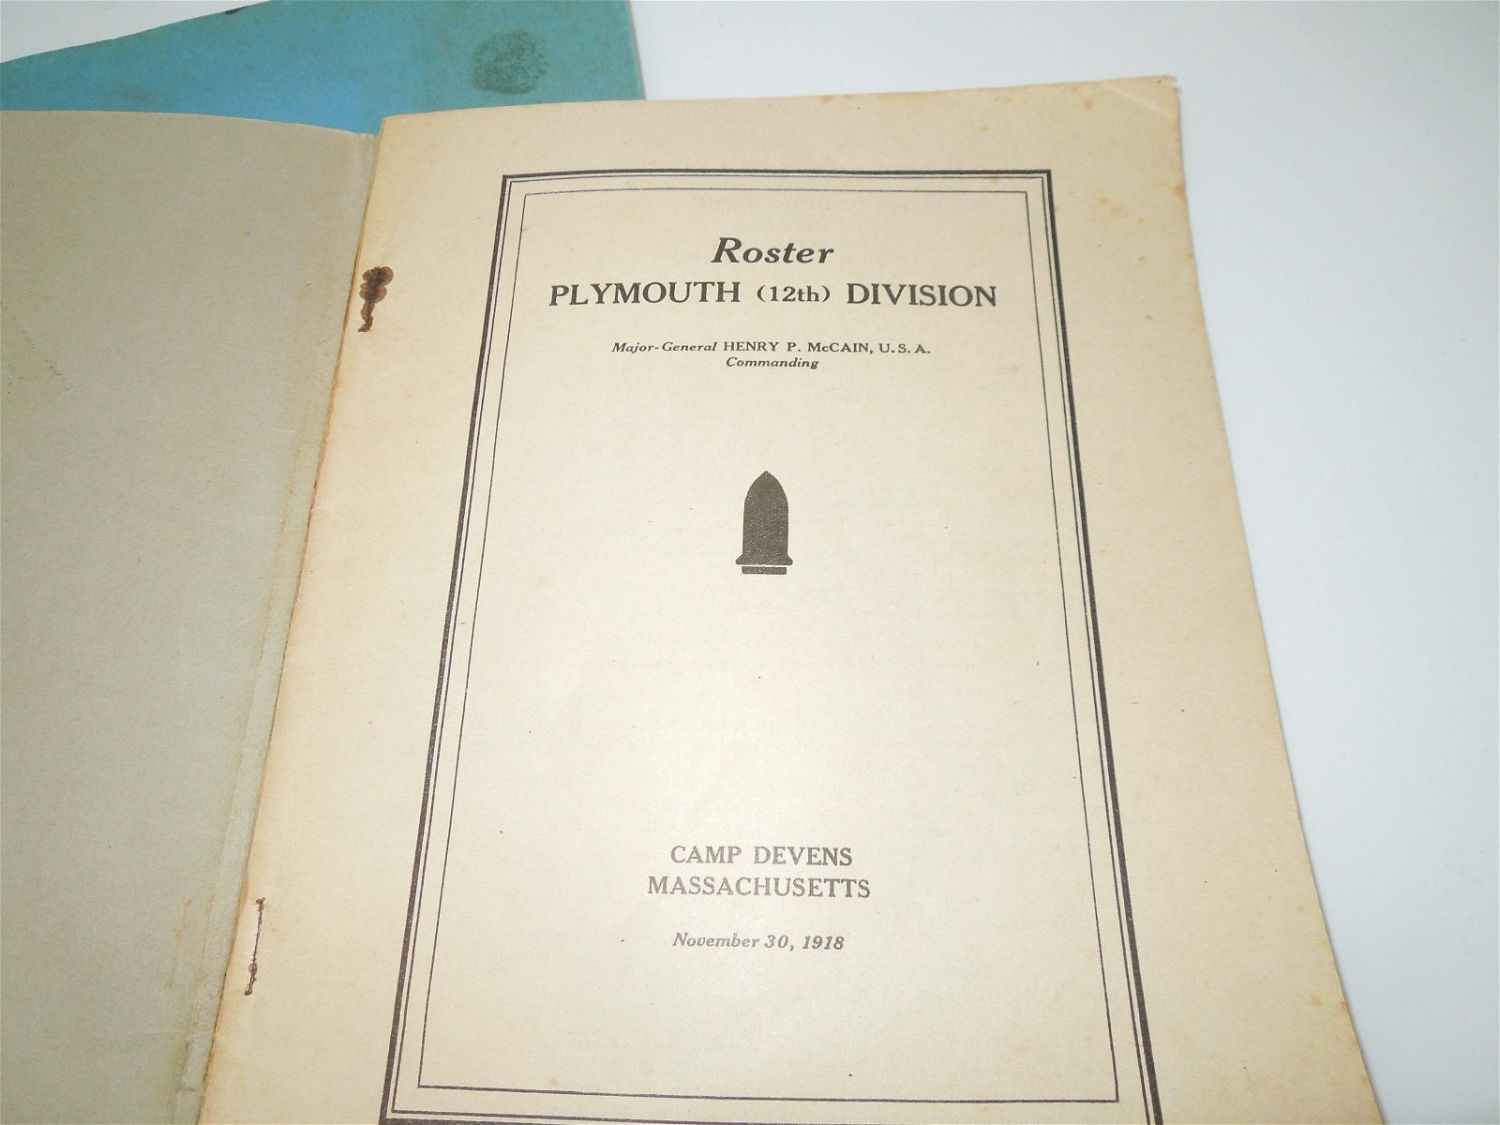 Roster
PLYMOUTH (12th) DIVISION
Major-General HENRY P. McCAIN, U. S. A.
Commanding
CAMP DEVENS
MASSACHUSETTS
November 30, 1918